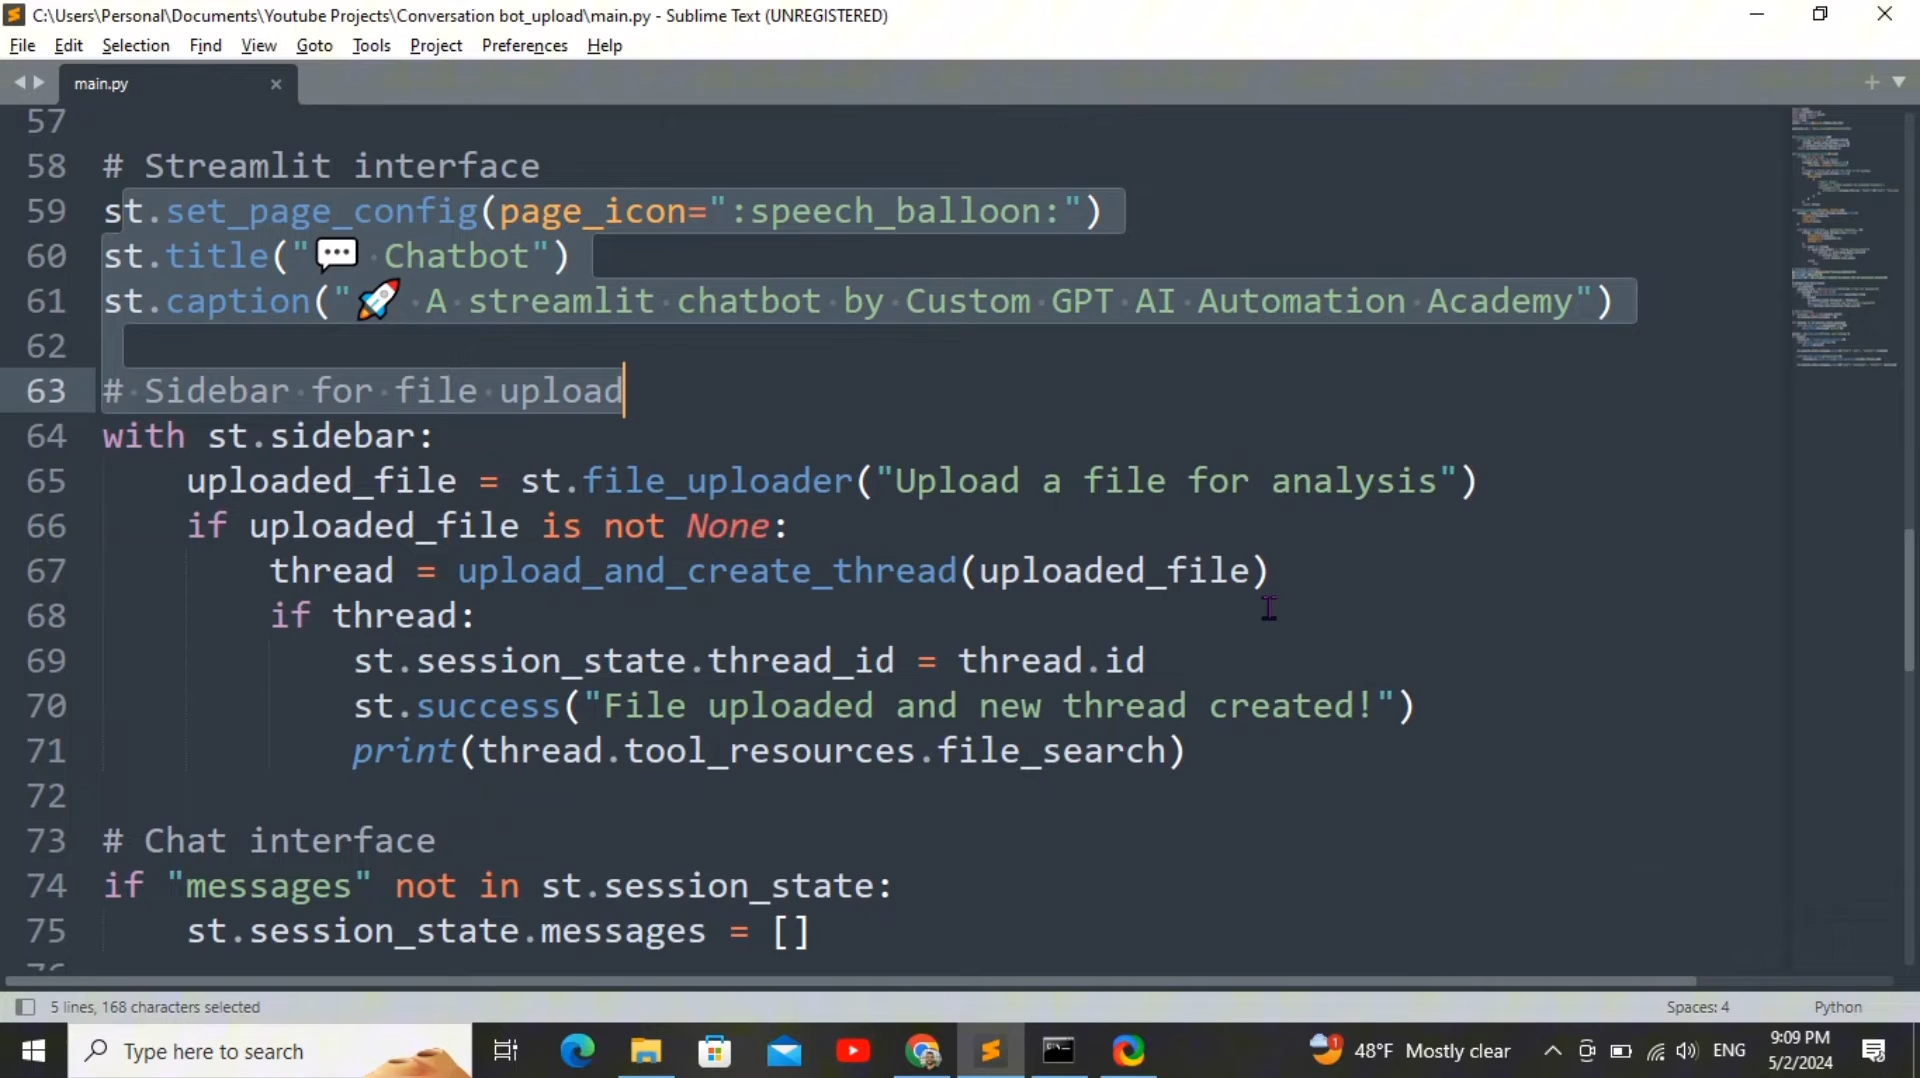 C:\Users\Personal\Documents\Youtube Projects\Conversation bot_upload\main.py - Sublime Text (UNREGISTERED)
File Edit Selection Find View Goto Tools Project Preferences Help
main.py
57
58 # Streamlit interface
59 st.set_page_config(page_icon=":speech_balloon:")
60 st.title("💬 Chatbot")
61 st.caption("🚀 A streamlit chatbot by Custom GPT AI Automation Academy")
62
63 # Sidebar for file upload
64 with st.sidebar:
65 uploaded_file = st.file_uploader("Upload a file for analysis")
66 if uploaded_file is not None:
67 thread = upload_and_create_thread(uploaded_file)
68 if thread:
69 st.session_state.thread_id = thread.id
70 st.success("File uploaded and new thread created!")
71 print(thread.tool_resources.file_search)
72
73 # Chat interface
74 if "messages" not in st.session_state:
75 st.session_state.messages = []
5 lines, 168 characters selected Spaces: 4 Python
Type here to search 1 48°F Mostly clear ENG 9:09 PM
5/2/2024